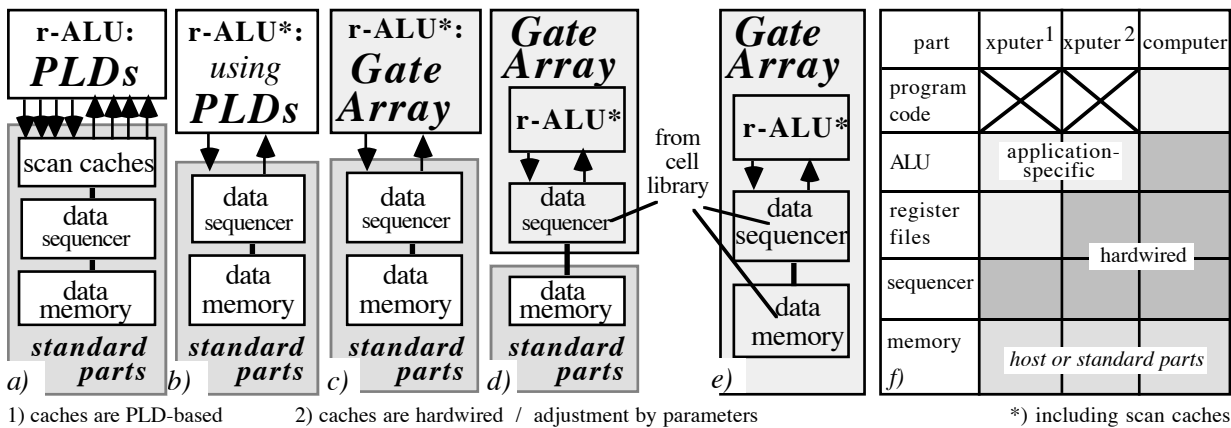 r-ALU:
PLDs
scan caches
data
sequencer
data
memory
standard
parts
a)
r-ALU*:
using
PLDs
data
sequencer
data
memory
standard
parts
b)
r-ALU*:
Gate
Array
data
sequencer
data
memory
standard
parts
c)
Gate
Array
r-ALU*
data
sequencer
data
memory
standard
parts
d)
from
cell
library
Gate
Array
r-ALU*
data
sequencer
data
memory
e)
part xputer1 xputer2 computer
program
code
ALU
application-
specific
register
files
hardwired
sequencer
memory
host or standard parts
f)
1) caches are PLD-based 2) caches are hardwired / adjustment by parameters *) including scan caches